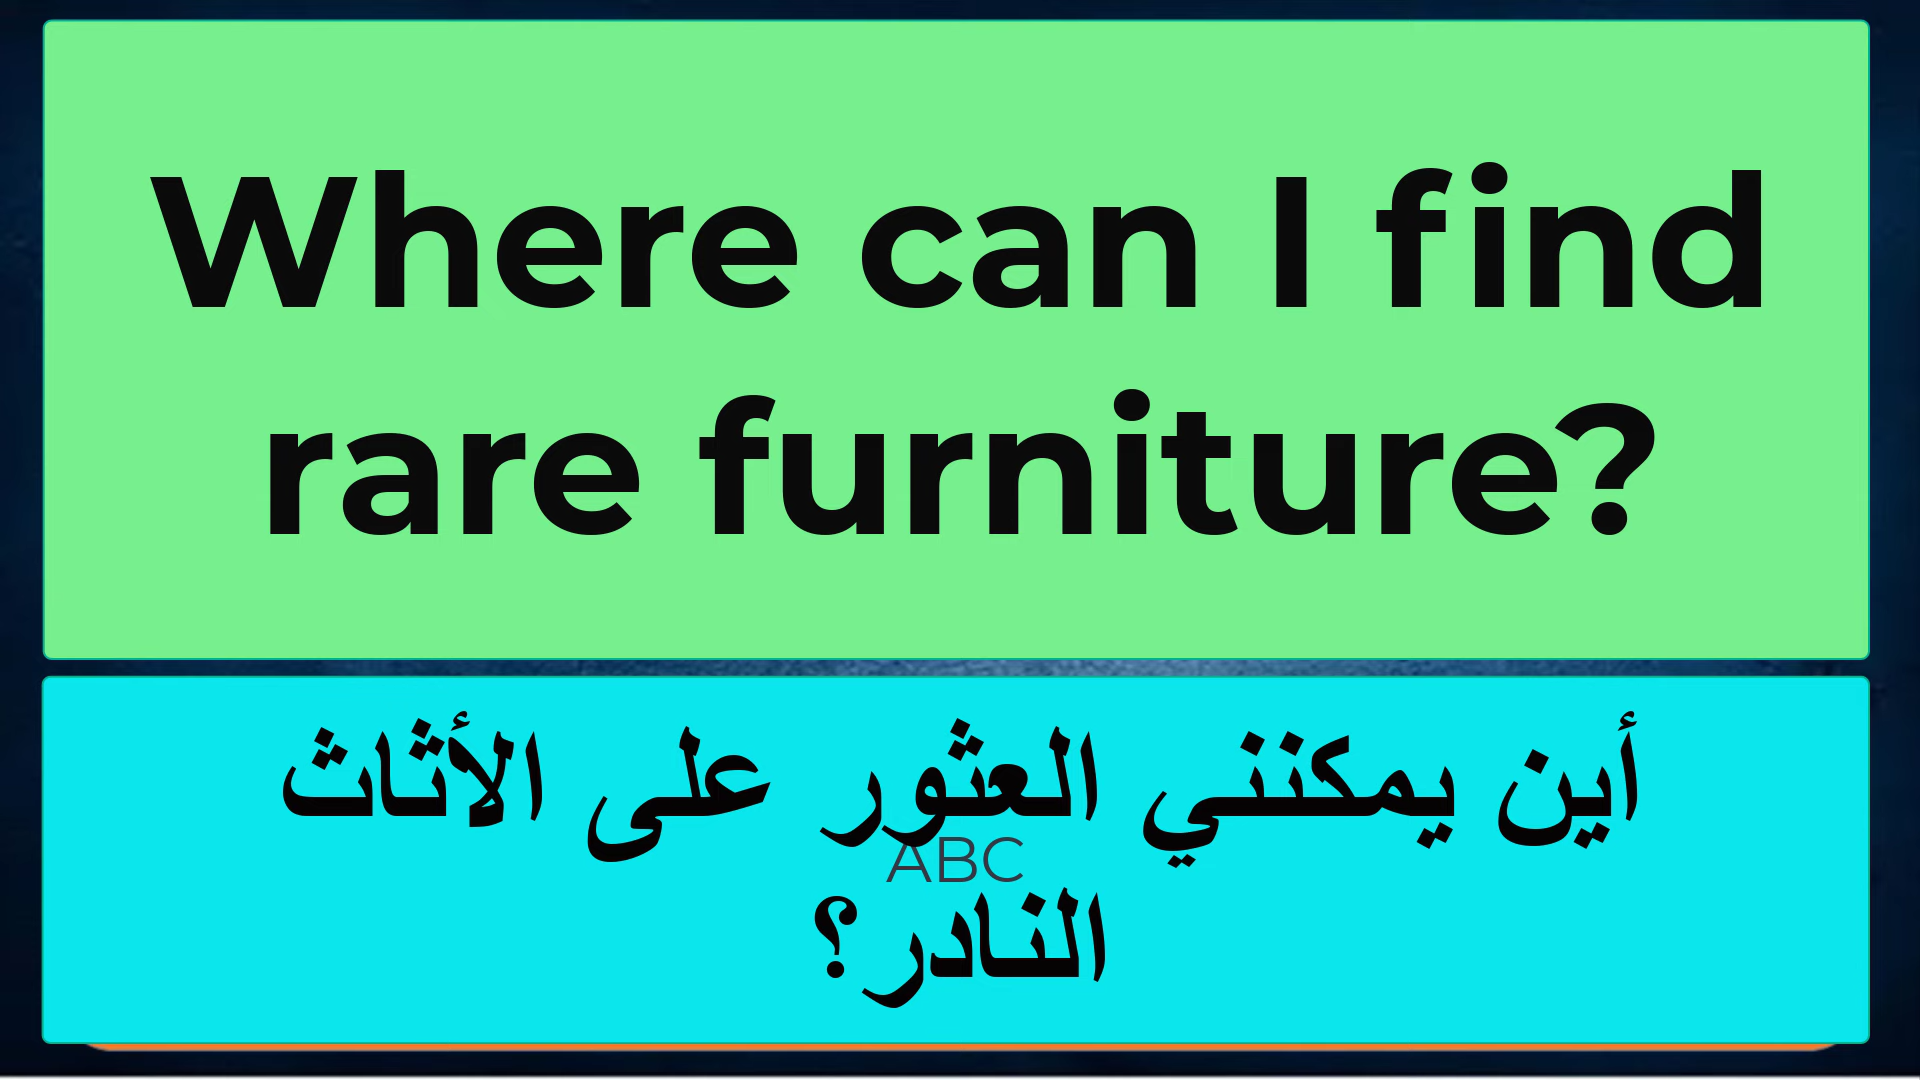 Where can I find
rare furniture?
أين يمكنني العثور على الأثاث
ABC
النادر؟